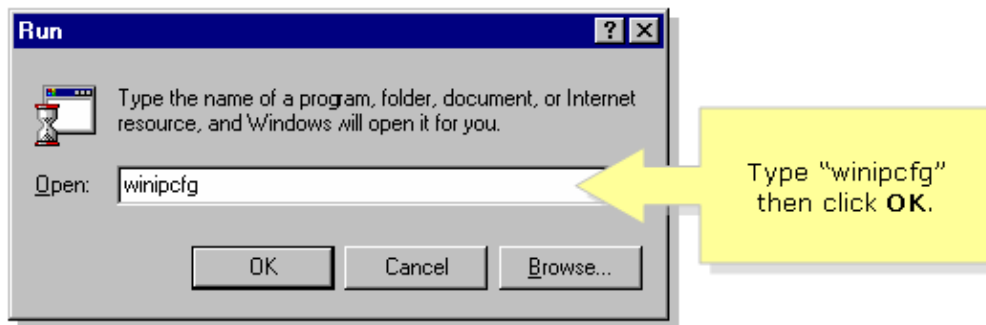 Run
Type the name of a program, folder, document, or Internet
resource, and Windows will open it for you.
Open: winipcfg
Type “winipcfg”
then click OK.
OK Cancel Browse...